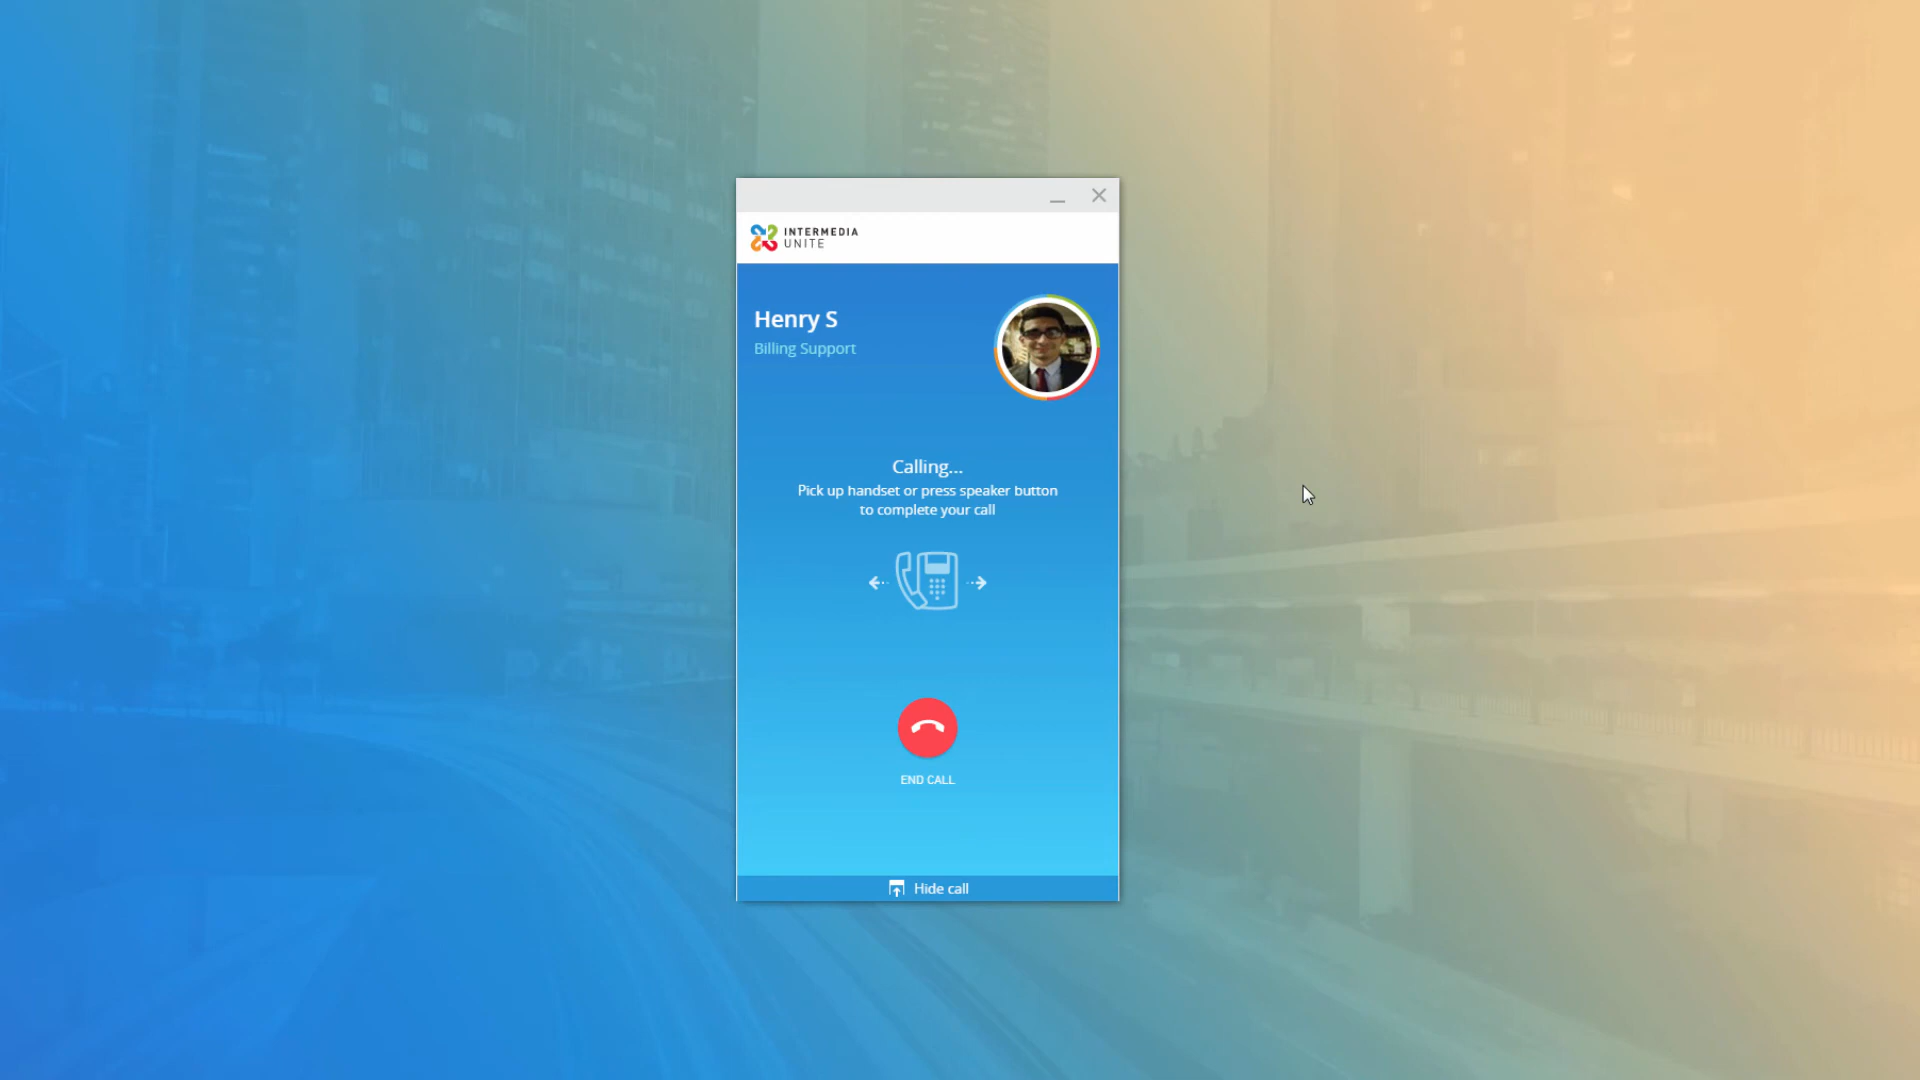 INTERMEDIA
UNITE
Henry S
Billing Support
Calling...
Pick up handset or press speaker button
to complete your call
END CALL
Hide call